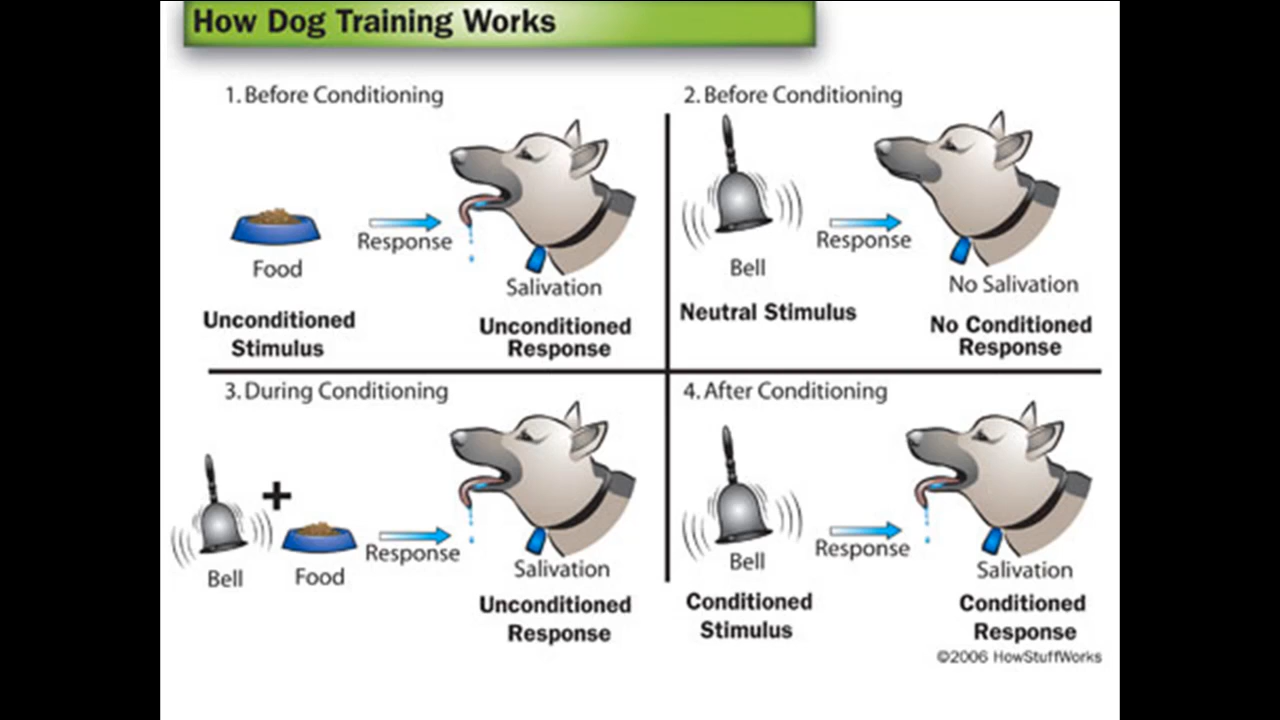 How Dog Training Works
1. Before Conditioning
Food
Response
Salivation
Unconditioned
Stimulus
Unconditioned
Response
2. Before Conditioning
Bell
Response
No Salivation
Neutral Stimulus
No Conditioned
Response
3. During Conditioning
+
Bell
Food
Response
Salivation
Unconditioned
Response
4. After Conditioning
Bell
Response
Salivation
Conditioned
Stimulus
Conditioned
Response
©2006 HowStuffWorks